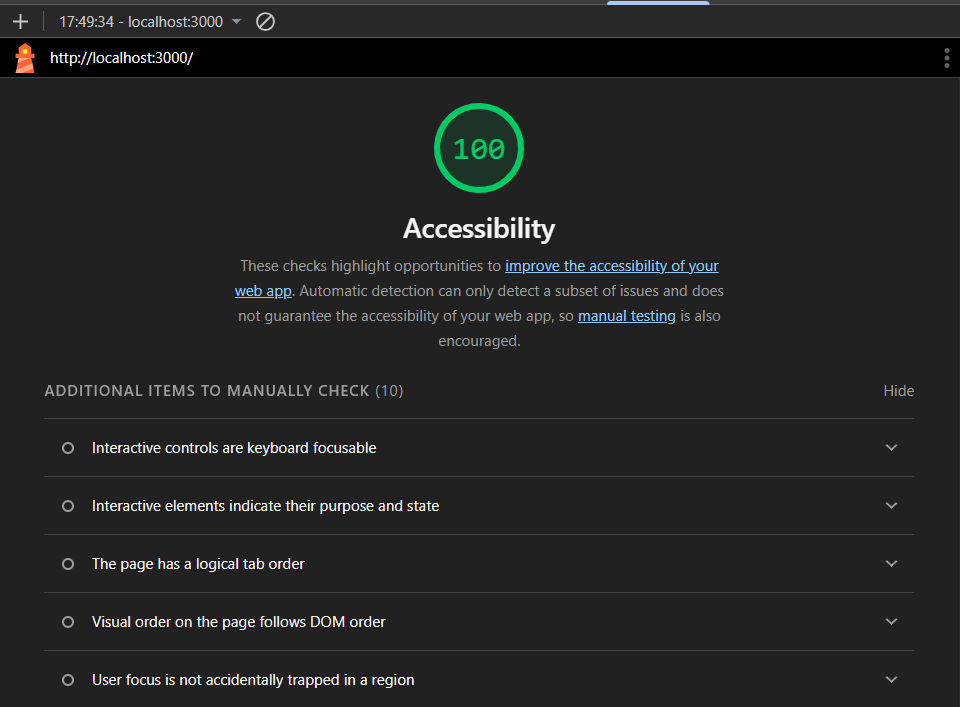 17:49:34 - localhost:3000
http://localhost:3000/
100
Accessibility
These checks highlight opportunities to improve the accessibility of your
web app. Automatic detection can only detect a subset of issues and does
not guarantee the accessibility of your web app, so manual testing is also
encouraged.
ADDITIONAL ITEMS TO MANUALLY CHECK (10)
Hide
Interactive controls are keyboard focusable
Interactive elements indicate their purpose and state
The page has a logical tab order
Visual order on the page follows DOM order
User focus is not accidentally trapped in a region